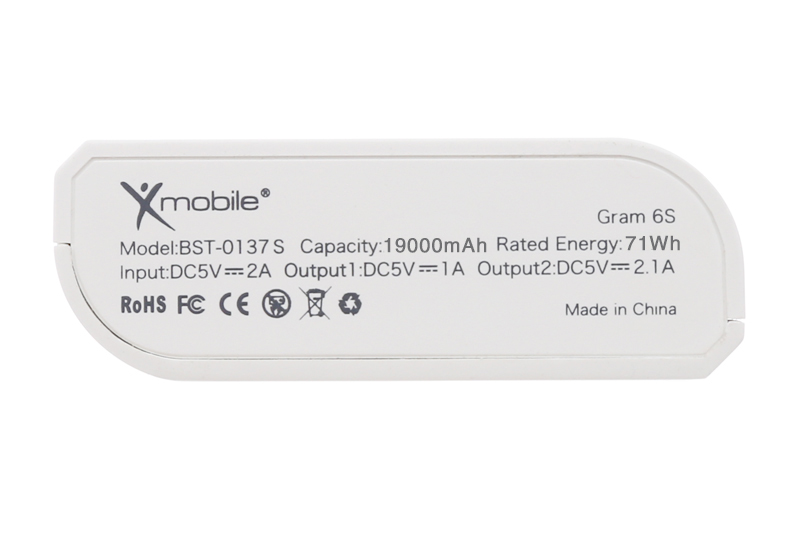 Xmobile®
Gram 6S
Model:BST-0137S Capacity:19000mAh Rated Energy:71Wh
Input:DC5V⎓2A Output1:DC5V⎓1A Output2:DC5V⎓2.1A
RoHS FC CE
Made in China